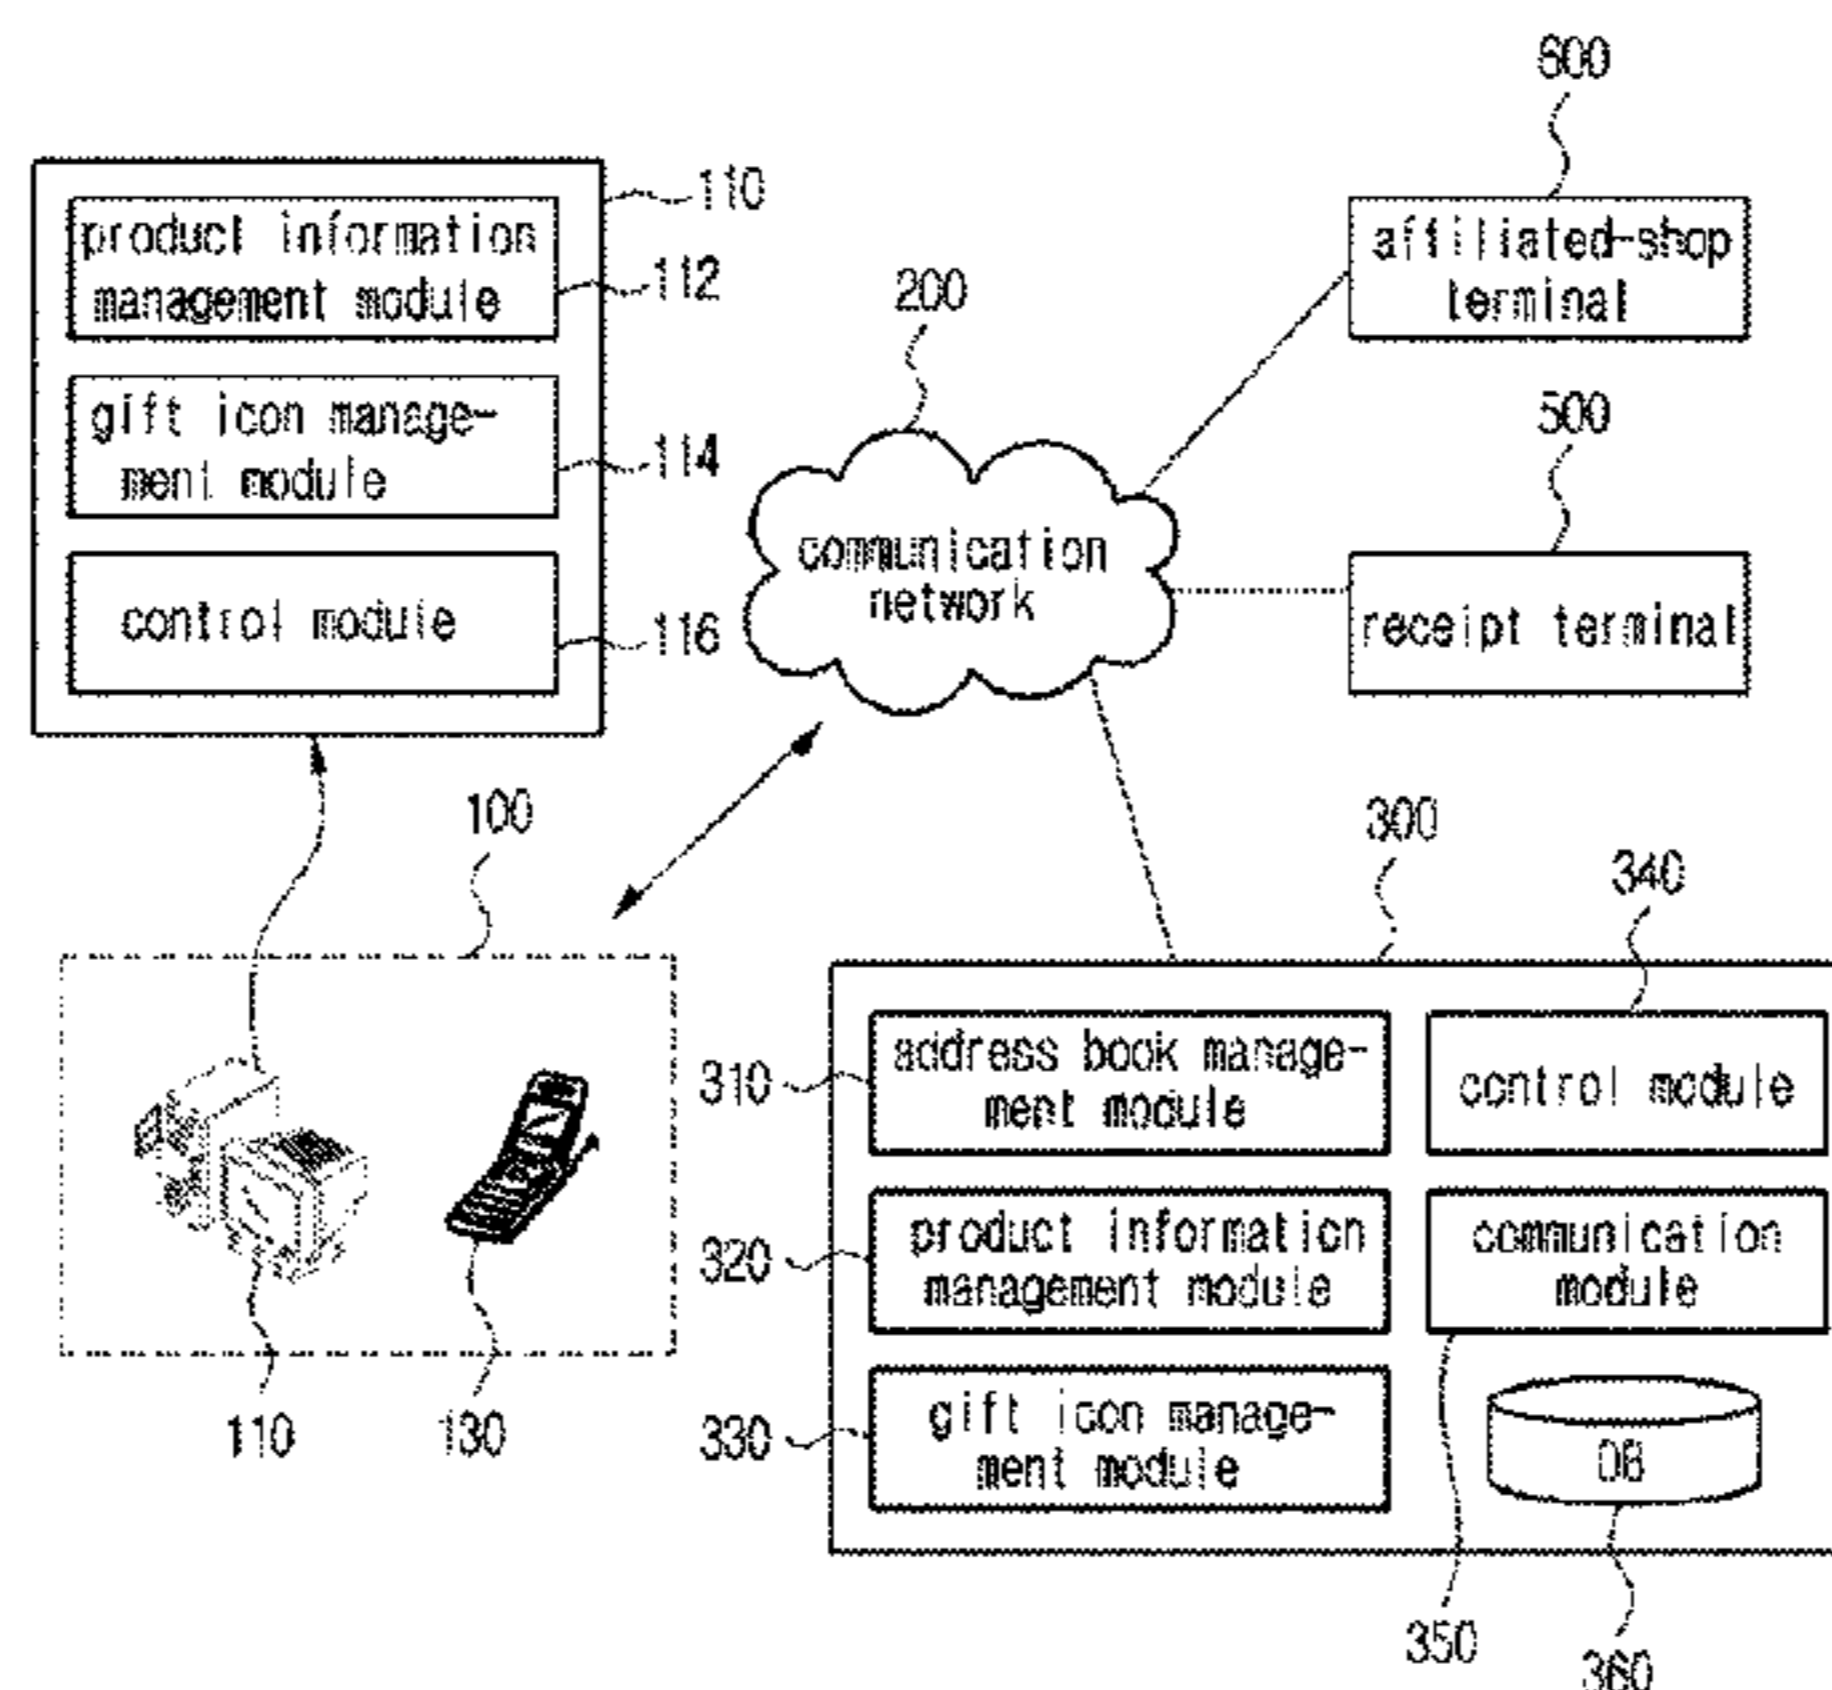 600
110
product information
management module
112
affiliated-shop
terminal
200
gift icon manage-
ment module
114
500
communication
network
control module
116
receipt terminal
100
300
340
310
address book manage-
ment module
control module
320
product information
management module
communication
module
330
gift icon manage-
ment module
DB
110
130
350
360